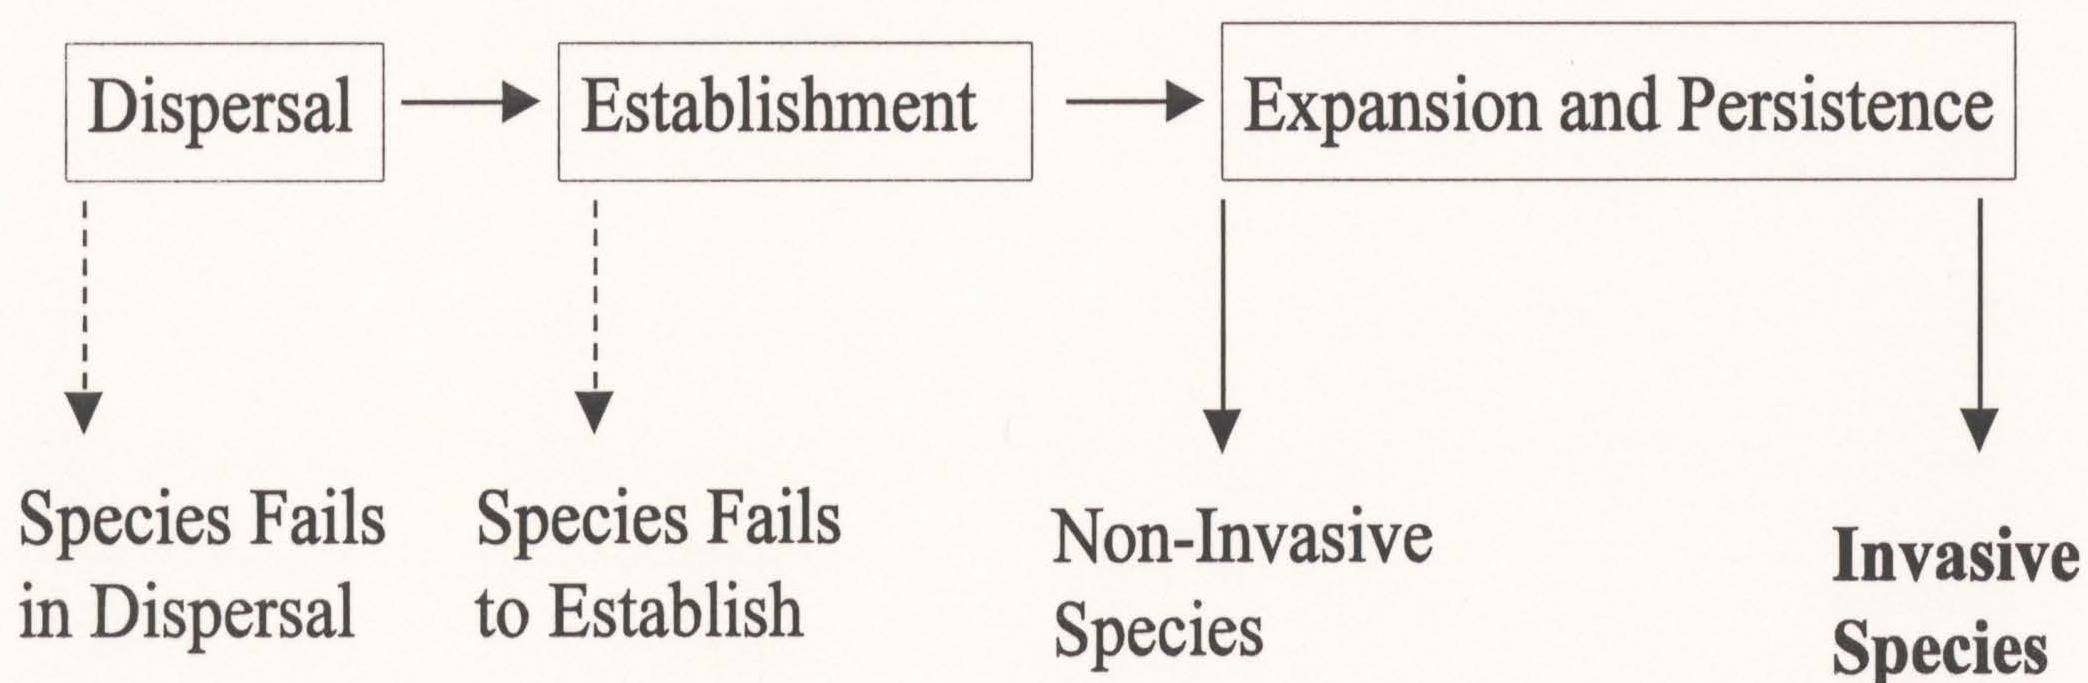 Dispersal
Establishment
Expansion and Persistence
Species Fails
in Dispersal
Species Fails
to Establish
Non-Invasive
Species
Invasive
Species